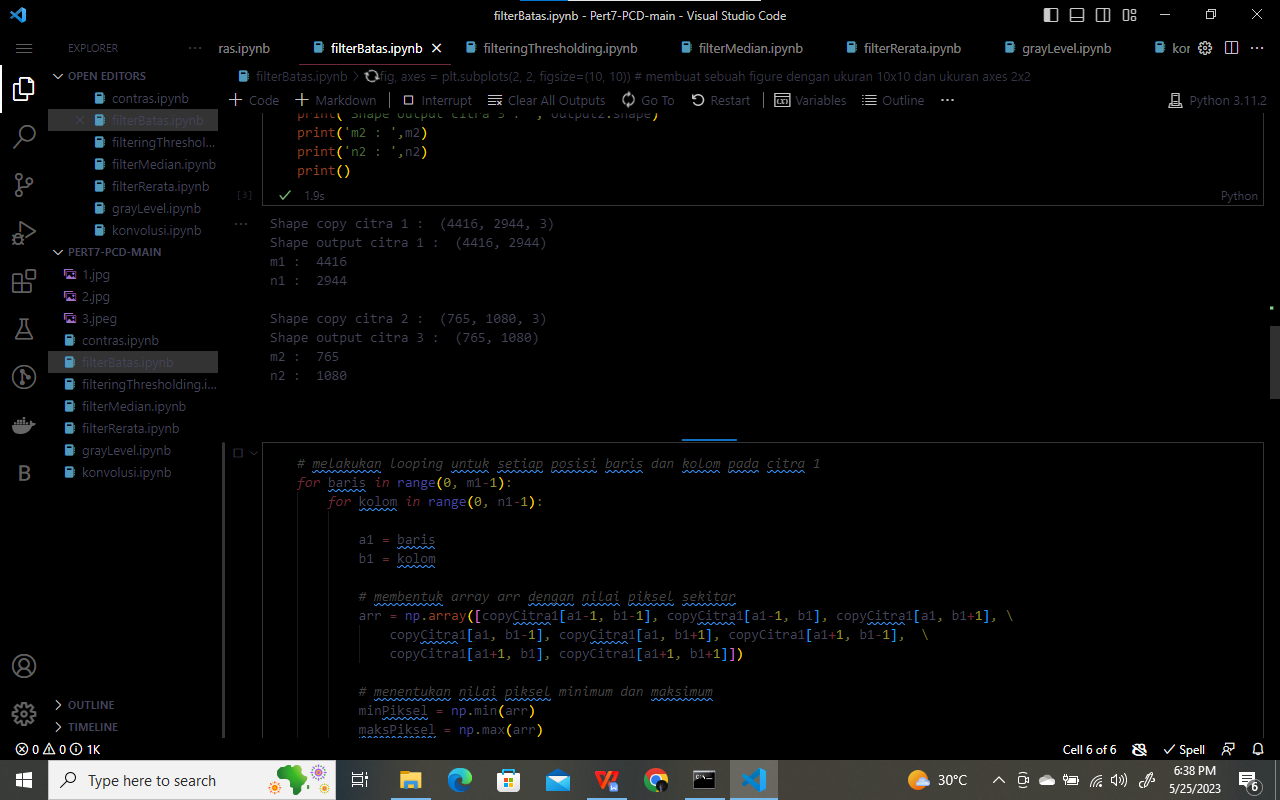 filterBatas.ipynb - Pert7-PCD-main - Visual Studio Code
EXPLORER
ras.ipynb
filterBatas.ipynb
filteringThresholding.ipynb
filterMedian.ipynb
filterRerata.ipynb
grayLevel.ipynb
kon
OPEN EDITORS
contras.ipynb
filterBatas.ipynb
filteringThreshol...
filterMedian.ipynb
filterRerata.ipynb
grayLevel.ipynb
konvolusi.ipynb
PERT7-PCD-MAIN
1.jpg
2.jpg
3.jpeg
contras.ipynb
filterBatas.ipynb
filteringThresholding.i...
filterMedian.ipynb
filterRerata.ipynb
grayLevel.ipynb
konvolusi.ipynb
OUTLINE
TIMELINE
filterBatas.ipynb > fig, axes = plt.subplots(2, 2, figsize=(10, 10)) # membuat sebuah figure dengan ukuran 10x10 dan ukuran axes 2x2
+ Code + Markdown | Interrupt Clear All Outputs Go To Restart | Variables Outline ... Python 3.11.2
print('Shape output citra 3 : ', output2.shape)
print('m2 : ',m2)
print('n2 : ',n2)
print()
[3] 1.9s Python
Shape copy citra 1 :  (4416, 2944, 3)
Shape output citra 1 :  (4416, 2944)
m1 :  4416
n1 :  2944
Shape copy citra 2 :  (765, 1080, 3)
Shape output citra 3 :  (765, 1080)
m2 :  765
n2 :  1080
# melakukan looping untuk setiap posisi baris dan kolom pada citra 1
for baris in range(0, m1-1):
for kolom in range(0, n1-1):
a1 = baris
b1 = kolom
# membentuk array arr dengan nilai piksel sekitar
arr = np.array([copyCitra1[a1-1, b1-1], copyCitra1[a1-1, b1], copyCitra1[a1, b1+1], \
copyCitra1[a1, b1-1], copyCitra1[a1, b1+1], copyCitra1[a1+1, b1-1],  \
copyCitra1[a1+1, b1], copyCitra1[a1+1, b1+1]])
# menentukan nilai piksel minimum dan maksimum
minPiksel = np.min(arr)
maksPiksel = np.max(arr)
0 0 1K
Cell 6 of 6
Spell
Type here to search
30°C
6:38 PM
5/25/2023
6